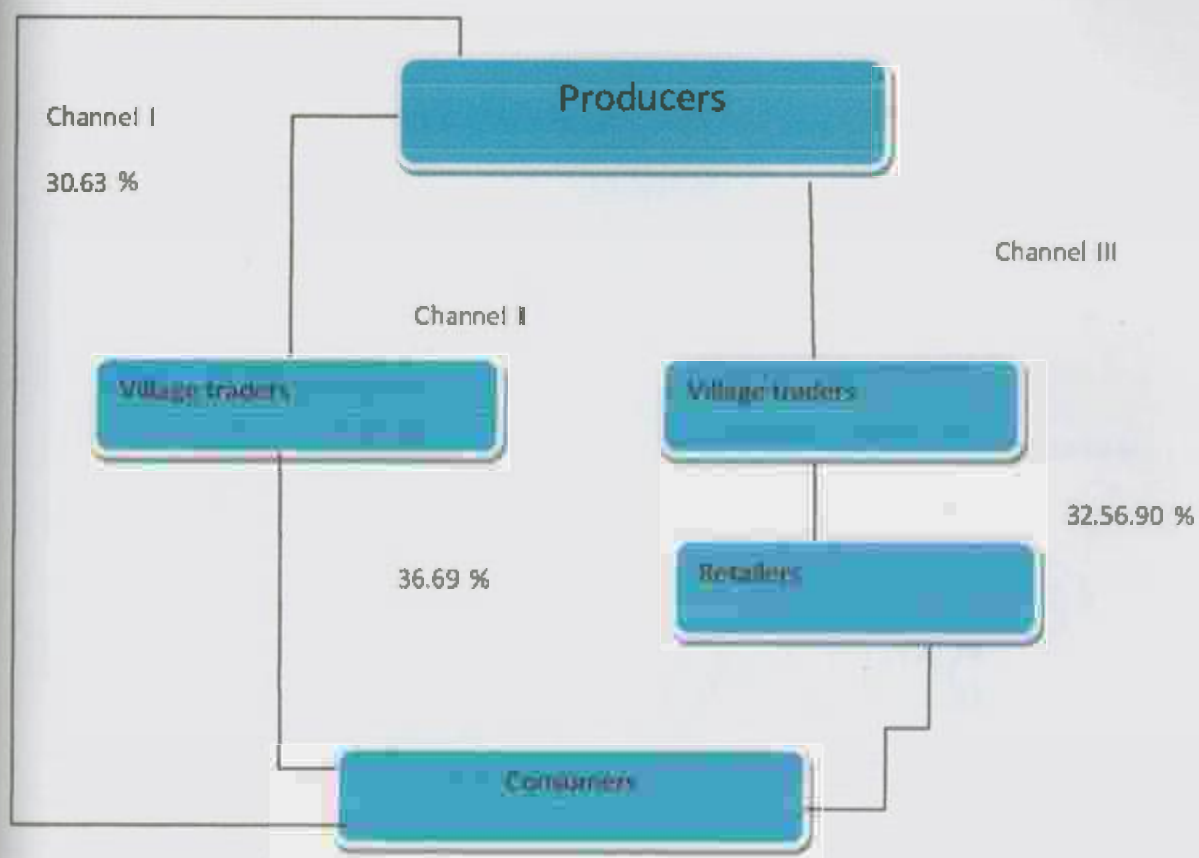 Producers
Channel I
30.63 %
Channel III
Channel II
Village traders
Village traders
32.56.90 %
36.69 %
Retailers
Consumers